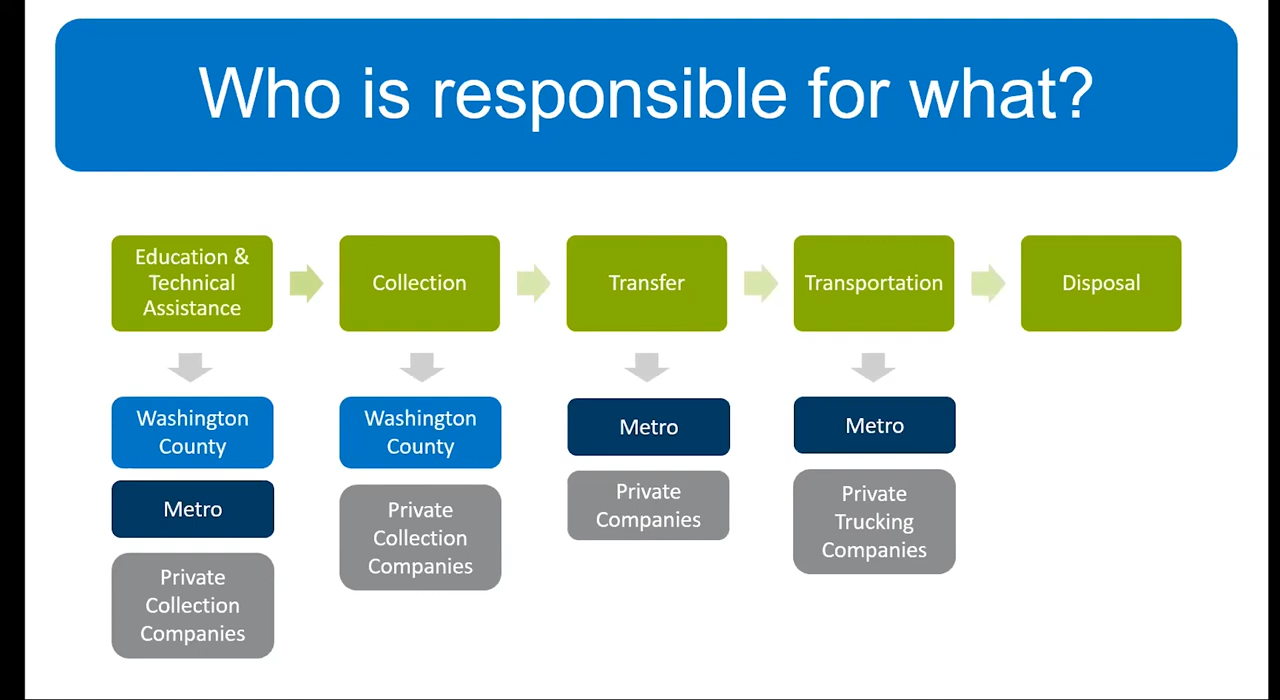 Who is responsible for what?
Education &
Technical
Assistance
Collection
Transfer
Transportation
Disposal
Washington
County
Metro
Private
Collection
Companies
Washington
County
Private
Collection
Companies
Metro
Private
Companies
Metro
Private
Trucking
Companies